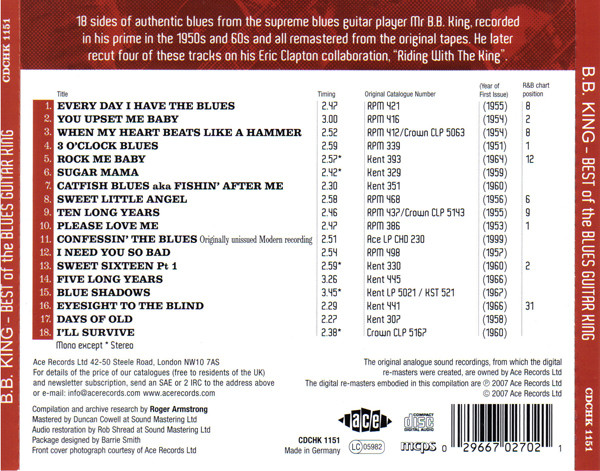 18 sides of authentic blues from the supreme blues guitar player Mr B.B. King, recorded
in his prime in the 1950s and 60s and all remastered from the original tapes. He later
recut four of these tracks on his Eric Clapton collaboration, “Riding With The King”.
CDCHK 1151
B.B. KING – BEST of the BLUES GUITAR KING
Title Timing Original Catalogue Number (Year of First Issue) R&B chart position
1. EVERY DAY I HAVE THE BLUES 2.47 RPM 421 (1955) 8
2. YOU UPSET ME BABY 3.00 RPM 416 (1954) 2
3. WHEN MY HEART BEATS LIKE A HAMMER 2.52 RPM 412/Crown CLP 5063 (1954) 8
4. 3 O'CLOCK BLUES 2.59 RPM 339 (1951) 1
5. ROCK ME BABY 2.57* Kent 393 (1964) 12
6. SUGAR MAMA 2.42* Kent 329 (1959)
7. CATFISH BLUES aka FISHIN' AFTER ME 2.30 Kent 351 (1960)
8. SWEET LITTLE ANGEL 2.58 RPM 468 (1956) 6
9. TEN LONG YEARS 2.46 RPM 437/Crown CLP 5143 (1955) 9
10. PLEASE LOVE ME 2.47 RPM 386 (1953) 1
11. CONFESSIN' THE BLUES Originally unissued Modern recording 2.51 Ace LP CHD 230 (1999)
12. I NEED YOU SO BAD 2.54 RPM 498 (1957)
13. SWEET SIXTEEN Pt 1 2.59* Kent 330 (1960) 2
14. FIVE LONG YEARS 3.26 Kent 445 (1966)
15. BLUE SHADOWS 3.45* Kent LP 5021 / KST 521 (1967)
16. EYESIGHT TO THE BLIND 2.29 Kent 441 (1966) 31
17. DAYS OF OLD 2.27 Kent 307 (1958)
18. I'LL SURVIVE 2.38* Crown CLP 5167 (1960)
Mono except * Stereo
Ace Records Ltd 42-50 Steele Road, London NW10 7AS
For details of the price of our catalogues (free to residents of the UK)
and newsletter subscription, send an SAE or 2 IRC to the address above
or e-mail: info@acerecords.com www.acerecords.com
The original analogue sound recordings, from which the digital
re-masters were created, are owned by Ace Records Ltd
The digital re-masters embodied in this compilation are ℗ 2007 Ace Records Ltd
© 2007 Ace Records Ltd
Compilation and archive research by Roger Armstrong
Mastered by Duncan Cowell at Sound Mastering Ltd
Audio restoration by Rob Shread at Sound Mastering Ltd
Package designed by Barrie Smith
Front cover photograph courtesy of Ace Records Ltd
ace
CDCHK 1151
Made in Germany
COMPACT disc DIGITAL AUDIO
LC 05982
mcps
0 29667 02702 1
B.B. KING – BEST of the BLUES GUITAR KING
CDCHK 1151